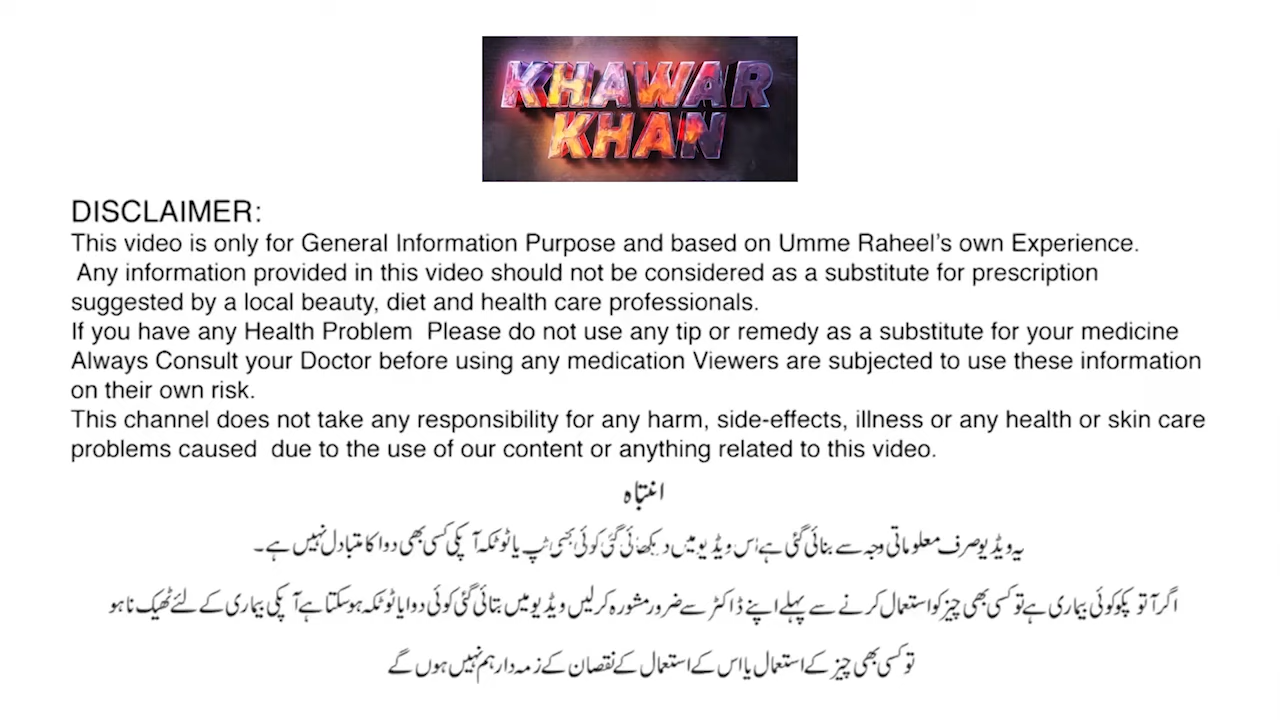 KHAWAR
KHAN
DISCLAIMER:
This video is only for General Information Purpose and based on Umme Raheel's own Experience.
Any information provided in this video should not be considered as a substitute for prescription
suggested by a local beauty, diet and health care professionals.
If you have any Health Problem  Please do not use any tip or remedy as a substitute for your medicine
Always Consult your Doctor before using any medication Viewers are subjected to use these information
on their own risk.
This channel does not take any responsibility for any harm, side-effects, illness or any health or skin care
problems caused  due to the use of our content or anything related to this video.
انتباہ
یہ ویڈیو صرف معلوماتی وجہ سے بنائی گئی ہے اس ویڈیو میں دیکھائی گئی کوئی بھی ٹپ یا ٹوٹکہ آپکی کسی بھی دوا کا متبادل نہیں ہے۔
اگر آپکو کوئی بیماری ہے تو کسی بھی چیز کو استعمال کرنے سے پہلے اپنے ڈاکٹر سے ضرور مشورہ کرلیں ویڈیو میں بتائی گئی کوئی دوا یا ٹوٹکہ ہوسکتا ہے آپکی بیماری کے لئے ٹھیک نا ہو
تو کسی بھی چیز کے استعمال یا اس کے استعمال کے نقصان کے زمہ دار ہم نہیں ہوں گے